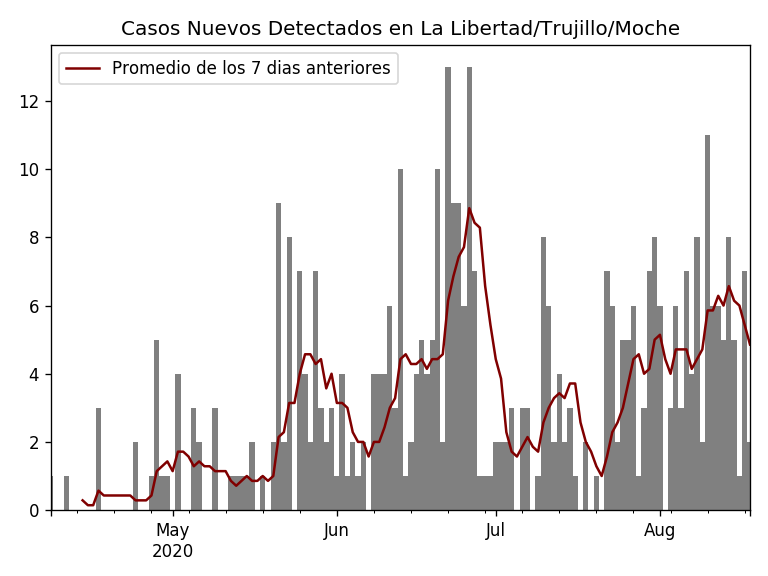 Casos Nuevos Detectados en La Libertad/Trujillo/Moche
Promedio de los 7 dias anteriores
12
10
8
6
4
2
0
May Jun Jul Aug
2020